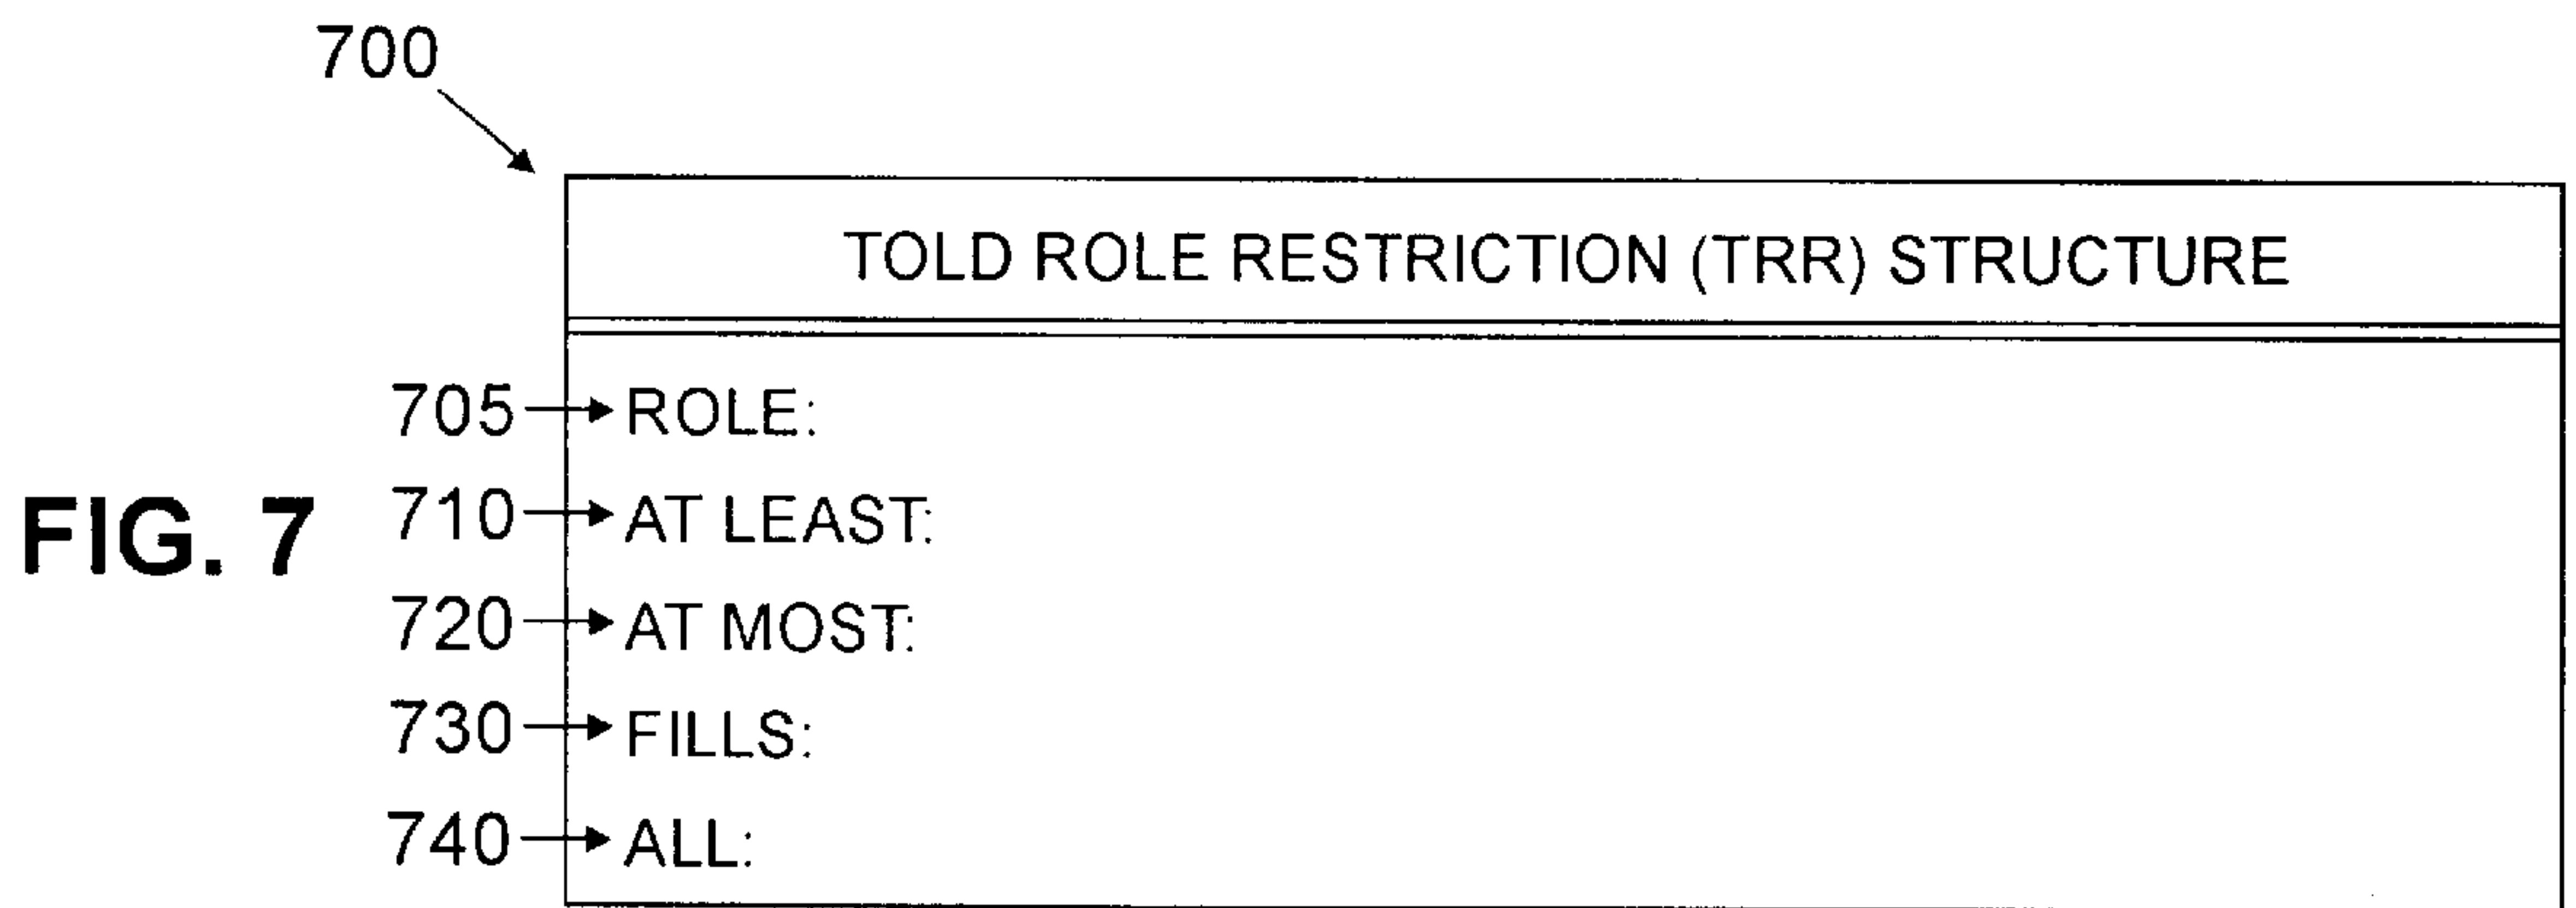 700
TOLD ROLE RESTRICTION (TRR) STRUCTURE
705 ROLE:
FIG. 7
710 AT LEAST:
720 AT MOST:
730 FILLS:
740 ALL: